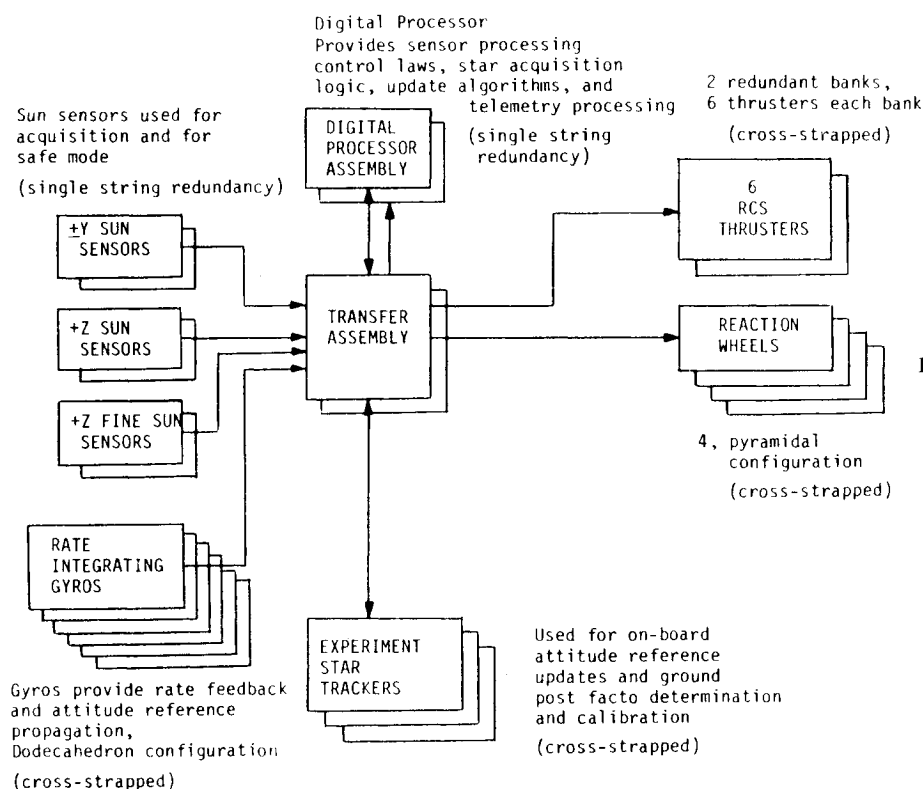 Digital Processor
Provides sensor processing
control laws, star acquisition
logic, update algorithms, and
telemetry processing
(single string
redundancy)
2 redundant banks,
6 thrusters each bank
(cross-strapped)
Sun sensors used for
acquisition and for
safe mode
(single string redundancy)
DIGITAL
PROCESSOR
ASSEMBLY
6
RCS
THRUSTERS
±Y SUN
SENSORS
+Z SUN
SENSORS
+Z FINE SUN
SENSORS
TRANSFER
ASSEMBLY
REACTION
WHEELS
4, pyramidal
configuration
(cross-strapped)
RATE
INTEGRATING
GYROS
Gyros provide rate feedback
and attitude reference
propagation,
Dodecahedron configuration
(cross-strapped)
EXPERIMENT
STAR
TRACKERS
Used for on-board
attitude reference
updates and ground
post facto determination
and calibration
(cross-strapped)